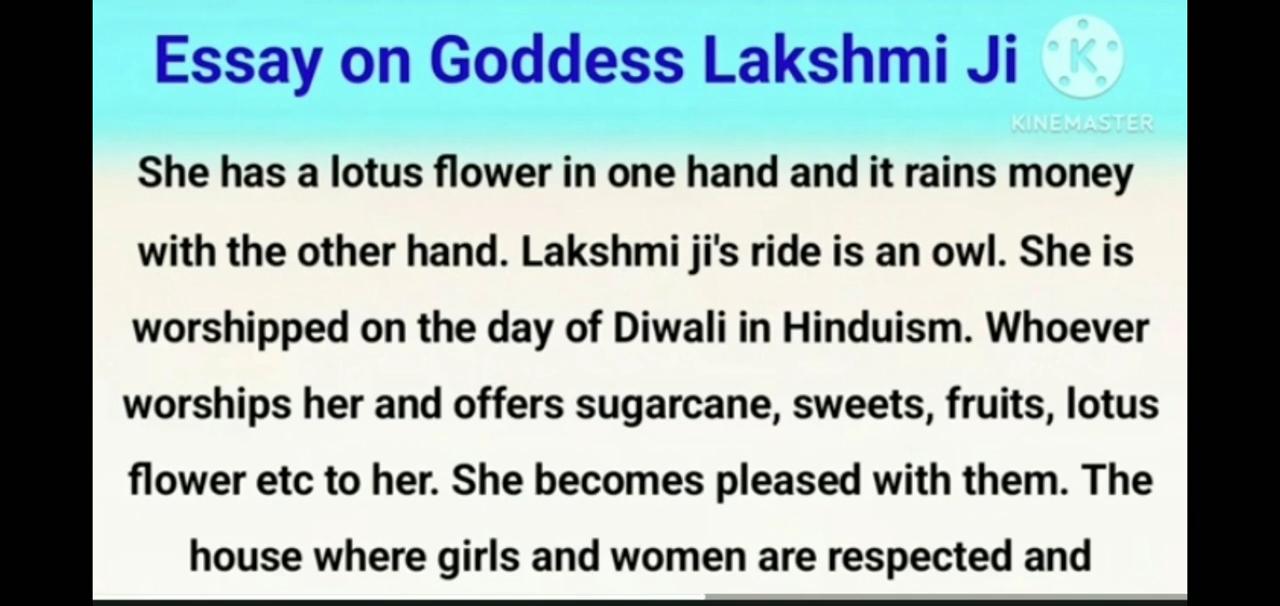 Essay on Goddess Lakshmi Ji
K
KINEMASTER
She has a lotus flower in one hand and it rains money
with the other hand. Lakshmi ji's ride is an owl. She is
worshipped on the day of Diwali in Hinduism. Whoever
worships her and offers sugarcane, sweets, fruits, lotus
flower etc to her. She becomes pleased with them. The
house where girls and women are respected and